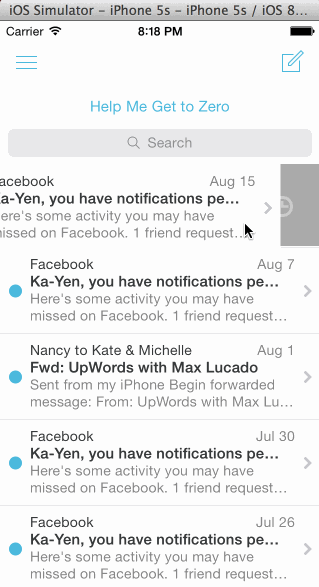 iOS Simulator – iPhone 5s – iPhone 5s / iOS 8...
Carrier 8:18 PM
Help Me Get to Zero
Search
acebook Aug 15
a-Yen, you have notifications pe...
ere's some activity you may have
issed on Facebook. 1 friend request...
Facebook Aug 7
Ka-Yen, you have notifications pe...
Here's some activity you may have
missed on Facebook. 1 friend request...
Nancy to Kate & Michelle Aug 1
Fwd: UpWords with Max Lucado
Sent from my iPhone Begin forwarded
message: From: UpWords with Max Lu...
Facebook Jul 30
Ka-Yen, you have notifications pe...
Here's some activity you may have
missed on Facebook. 1 friend request...
Facebook Jul 26
Ka-Yen, you have notifications pe...
Here's some activity you may have
missed on Facebook. 1 friend request...